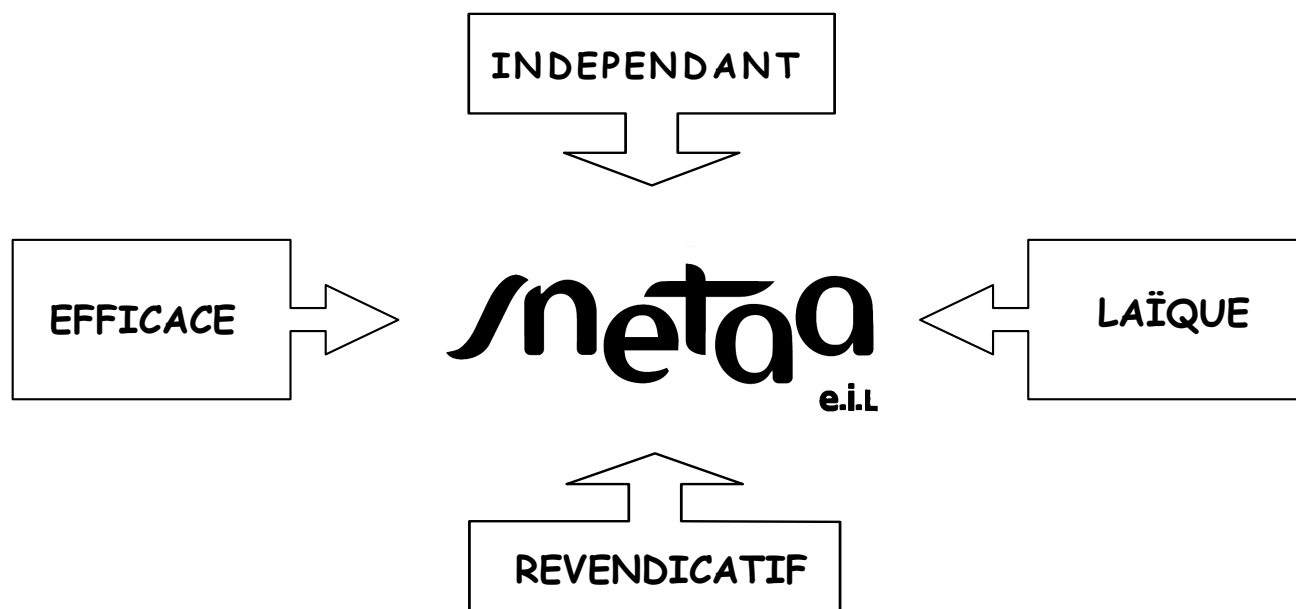 INDEPENDANT
EFFICACE
snetaa
e.i.L
LAÏQUE
REVENDICATIF